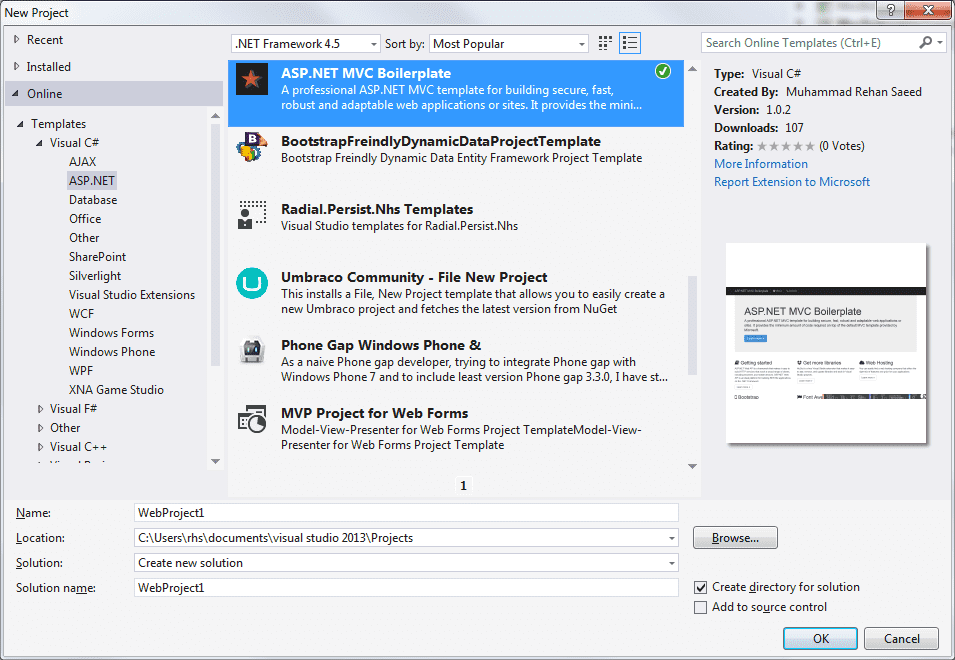 New Project
Recent
Installed
Online
Templates
Visual C#
AJAX
ASP.NET
Database
Office
Other
SharePoint
Silverlight
Visual Studio Extensions
WCF
Windows Forms
Windows Phone
WPF
XNA Game Studio
Visual F#
Other
Visual C++
.NET Framework 4.5
Sort by: Most Popular
ASP.NET MVC Boilerplate
A professional ASP.NET MVC template for building secure, fast,
robust and adaptable web applications or sites. It provides the mini...
BootstrapFreindlyDynamicDataProjectTemplate
Bootstrap Freindly Dynamic Data Entity Framework Project Template
Radial.Persist.Nhs Templates
Visual Studio templates for Radial.Persist.Nhs
Umbraco Community - File New Project
This installs a File, New Project template that allows you to easily create a
new Umbraco project and fetches the latest version from NuGet
Phone Gap Windows Phone &
As a naive Phone gap developer, trying to integrate Phone gap with
Windows Phone 7 and to include least version Phone gap 3.3.0, I have st...
MVP Project for Web Forms
Model-View-Presenter for Web Forms Project TemplateModel-View-
Presenter for Web Forms Project Template
1
Search Online Templates (Ctrl+E)
Type: Visual C#
Created By: Muhammad Rehan Saeed
Version: 1.0.2
Downloads: 107
Rating: (0 Votes)
More Information
Report Extension to Microsoft
ASP.NET MVC Boilerplate
Getting started
Get more libraries
Web Hosting
Bootstrap
Name: WebProject1
Location: C:\Users\rhs\documents\visual studio 2013\Projects
Browse...
Solution: Create new solution
Solution name: WebProject1
Create directory for solution
Add to source control
OK
Cancel